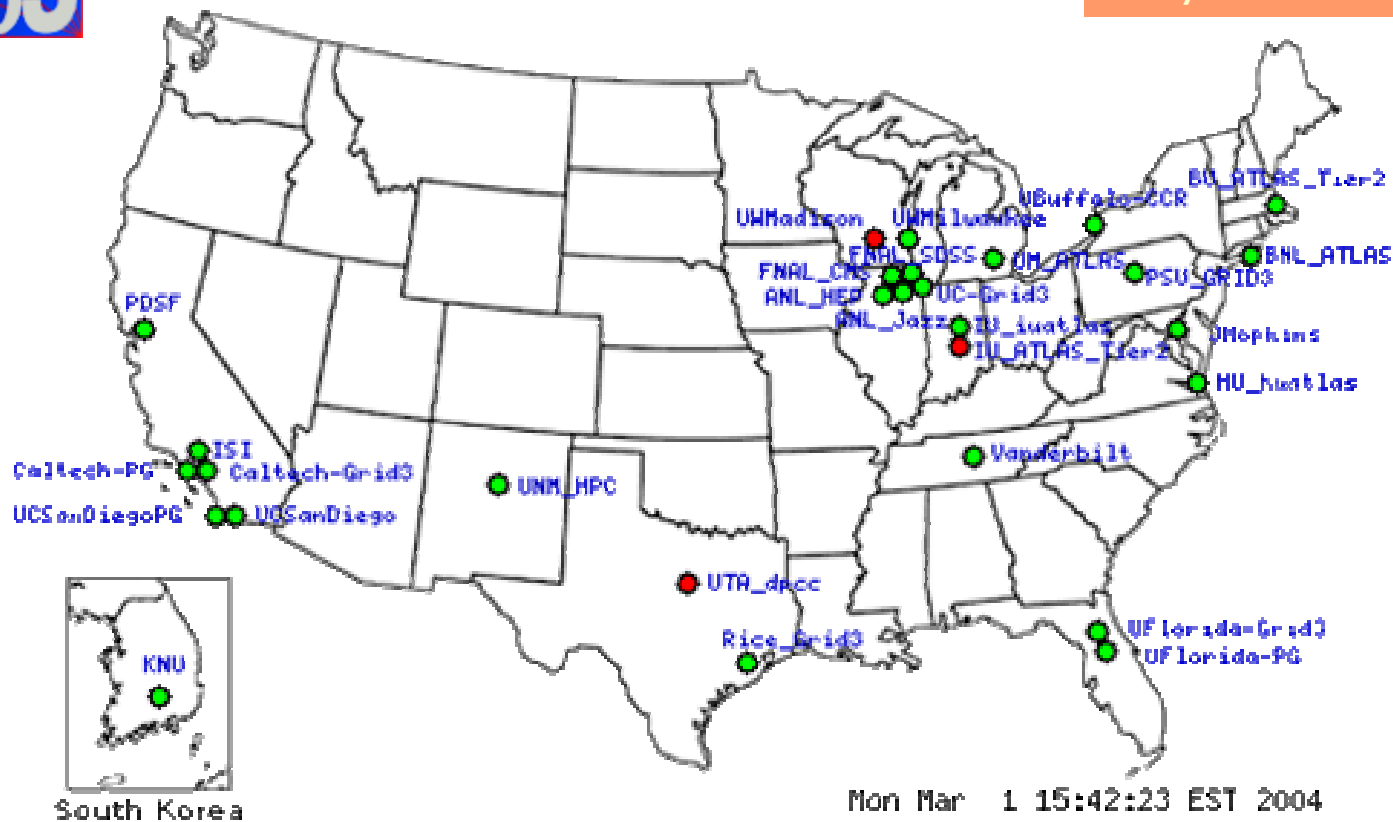 BU_ATLAS_Tier2
UBuffalo-CCR
UWMadison
UWMilwaukee
FNAL_SDSS
UM_ATLAS
BNL_ATLAS
FNAL_CMS
PSU_GRID3
ANL_HEP
UC-Grid3
PDSF
ANL_Jazz
IU_iuatlas
JHopkins
IU_ATLAS_Tier2
HU_huatlas
ISI
Vanderbilt
Caltech-PG
Caltech-Grid3
UNM_HPC
UCSanDiegoPG
UCSanDiego
UTA_dpcc
UFlorida-Grid3
Rice_Grid3
UFlorida-PG
KNU
South Korea
Mon Mar 1 15:42:23 EST 2004